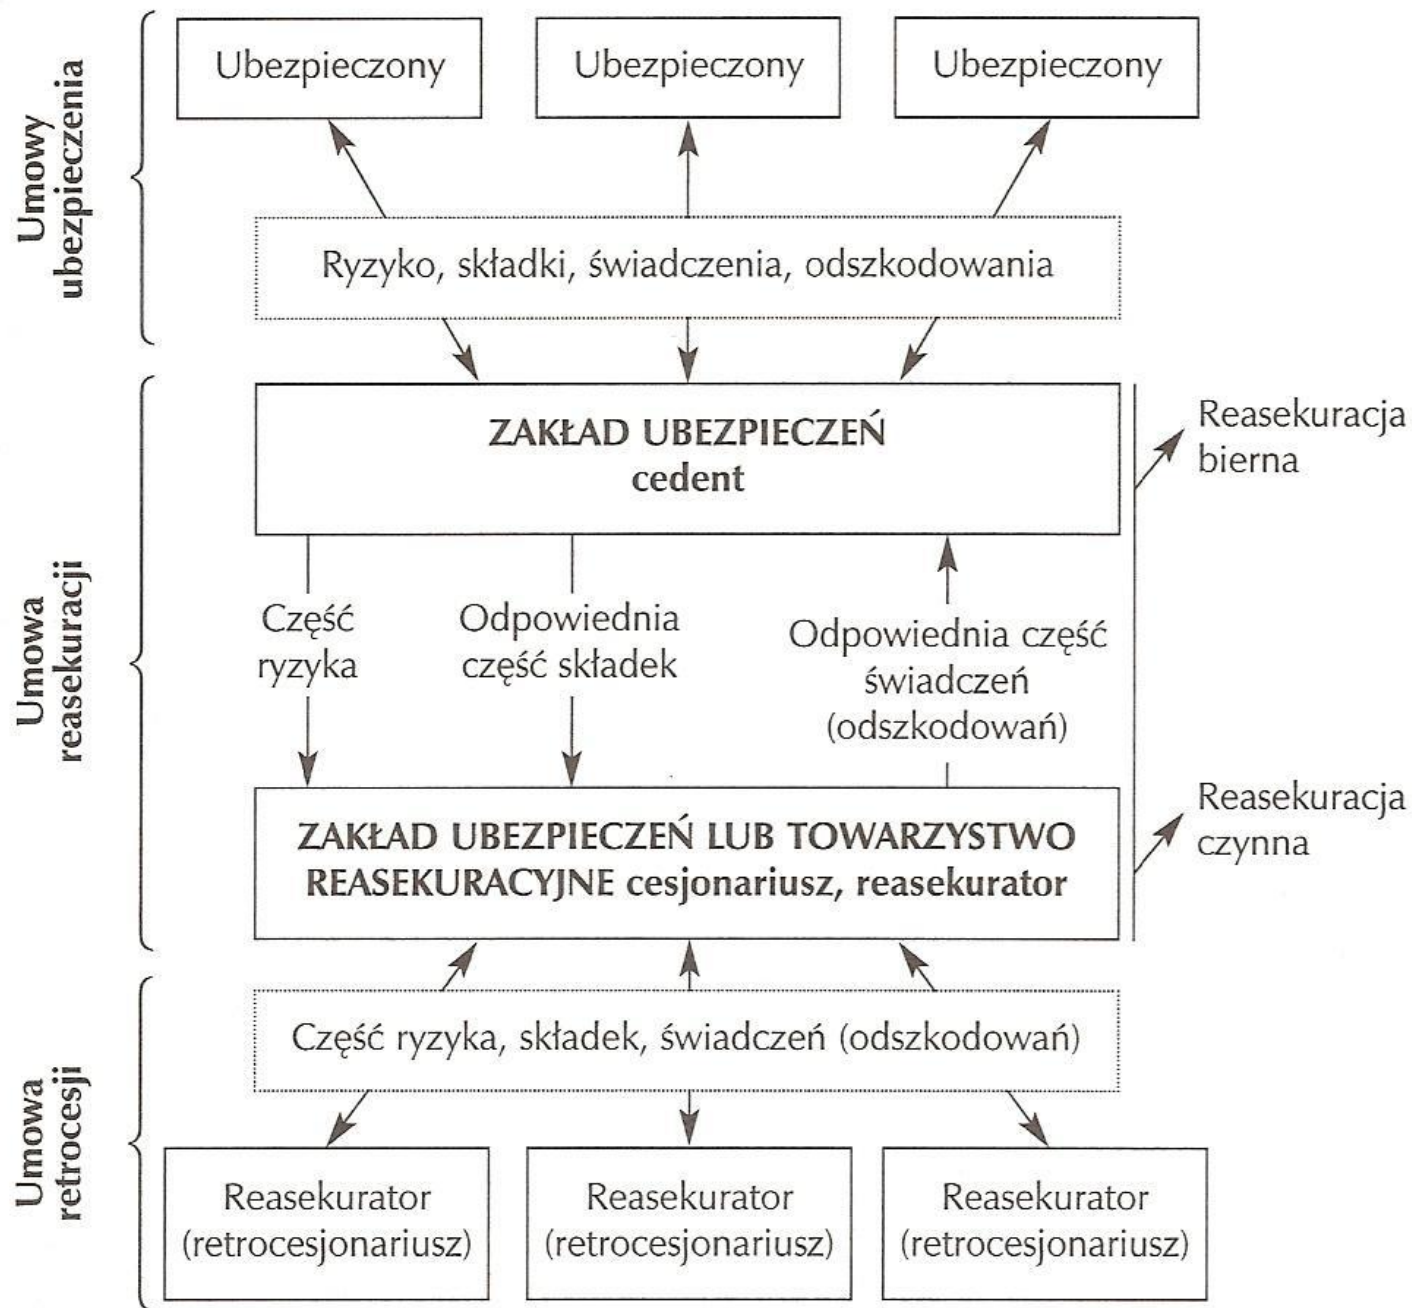 Umowy
ubezpieczenia
Ubezpieczony
Ubezpieczony
Ubezpieczony
Ryzyko, składki, świadczenia, odszkodowania
Umowa
reasekuracji
ZAKŁAD UBEZPIECZEŃ
cedent
Reasekuracja
bierna
Część
ryzyka
Odpowiednia
część składek
Odpowiednia część
świadczeń
(odszkodowań)
ZAKŁAD UBEZPIECZEŃ LUB TOWARZYSTWO
REASEKURACYJNE cesjonariusz, reasekurator
Reasekuracja
czynna
Umowa
retrocesji
Część ryzyka, składek, świadczeń (odszkodowań)
Reasekurator
(retrocesjonariusz)
Reasekurator
(retrocesjonariusz)
Reasekurator
(retrocesjonariusz)